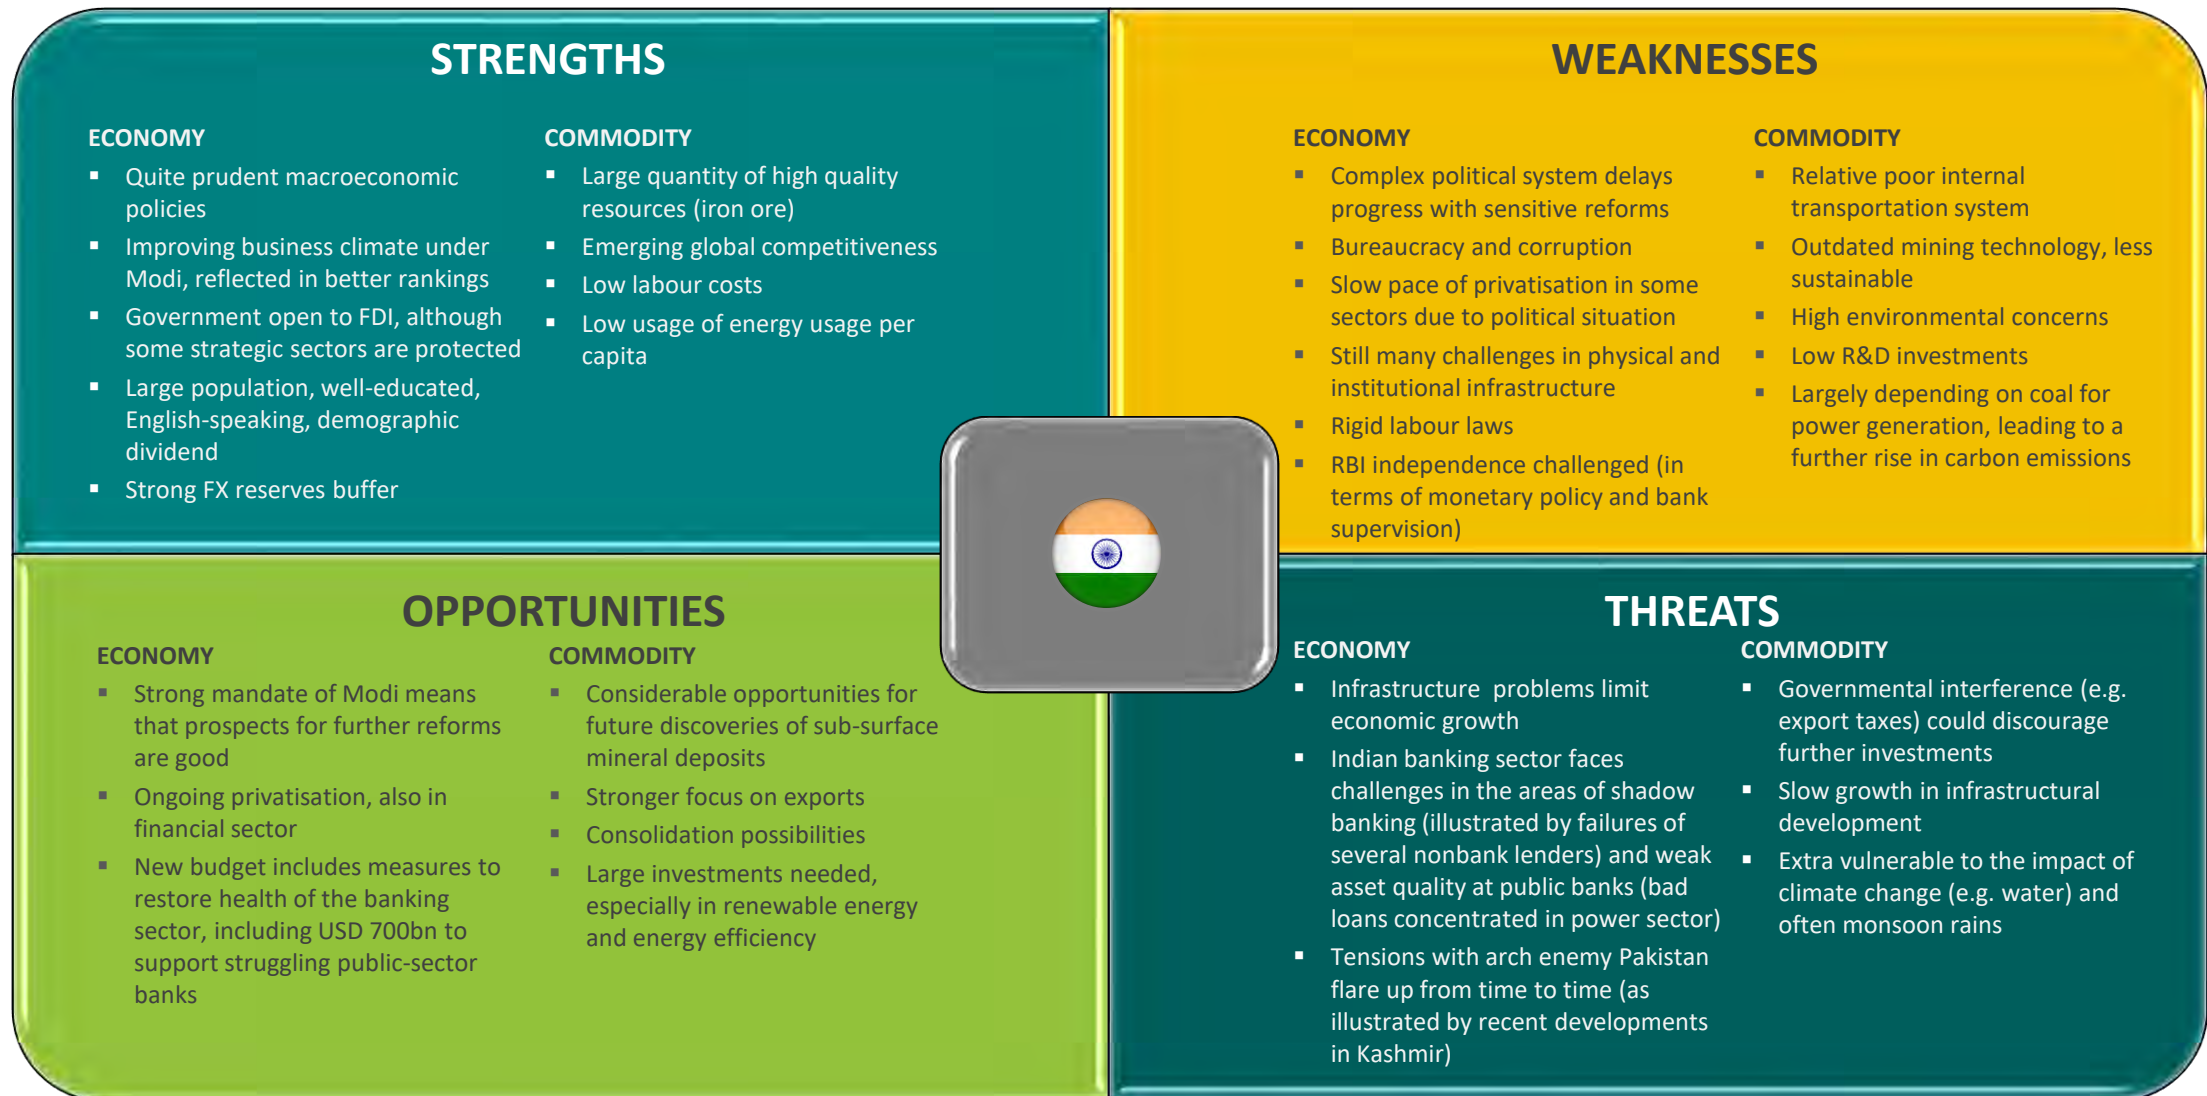 STRENGTHS
ECONOMY
▪ Quite prudent macroeconomic
policies
▪ Improving business climate under
Modi, reflected in better rankings
▪ Government open to FDI, although
some strategic sectors are protected
▪ Large population, well-educated,
English-speaking, demographic
dividend
▪ Strong FX reserves buffer
COMMODITY
▪ Large quantity of high quality
resources (iron ore)
▪ Emerging global competitiveness
▪ Low labour costs
▪ Low usage of energy usage per
capita
WEAKNESSES
ECONOMY
▪ Complex political system delays
progress with sensitive reforms
▪ Bureaucracy and corruption
▪ Slow pace of privatisation in some
sectors due to political situation
▪ Still many challenges in physical and
institutional infrastructure
▪ Rigid labour laws
▪ RBI independence challenged (in
terms of monetary policy and bank
supervision)
COMMODITY
▪ Relative poor internal
transportation system
▪ Outdated mining technology, less
sustainable
▪ High environmental concerns
▪ Low R&D investments
▪ Largely depending on coal for
power generation, leading to a
further rise in carbon emissions
OPPORTUNITIES
ECONOMY
▪ Strong mandate of Modi means
that prospects for further reforms
are good
▪ Ongoing privatisation, also in
financial sector
▪ New budget includes measures to
restore health of the banking
sector, including USD 700bn to
support struggling public-sector
banks
COMMODITY
▪ Considerable opportunities for
future discoveries of sub-surface
mineral deposits
▪ Stronger focus on exports
▪ Consolidation possibilities
▪ Large investments needed,
especially in renewable energy
and energy efficiency
THREATS
ECONOMY
▪ Infrastructure problems limit
economic growth
▪ Indian banking sector faces
challenges in the areas of shadow
banking (illustrated by failures of
several nonbank lenders) and weak
asset quality at public banks (bad
loans concentrated in power sector)
▪ Tensions with arch enemy Pakistan
flare up from time to time (as
illustrated by recent developments
in Kashmir)
COMMODITY
▪ Governmental interference (e.g.
export taxes) could discourage
further investments
▪ Slow growth in infrastructural
development
▪ Extra vulnerable to the impact of
climate change (e.g. water) and
often monsoon rains